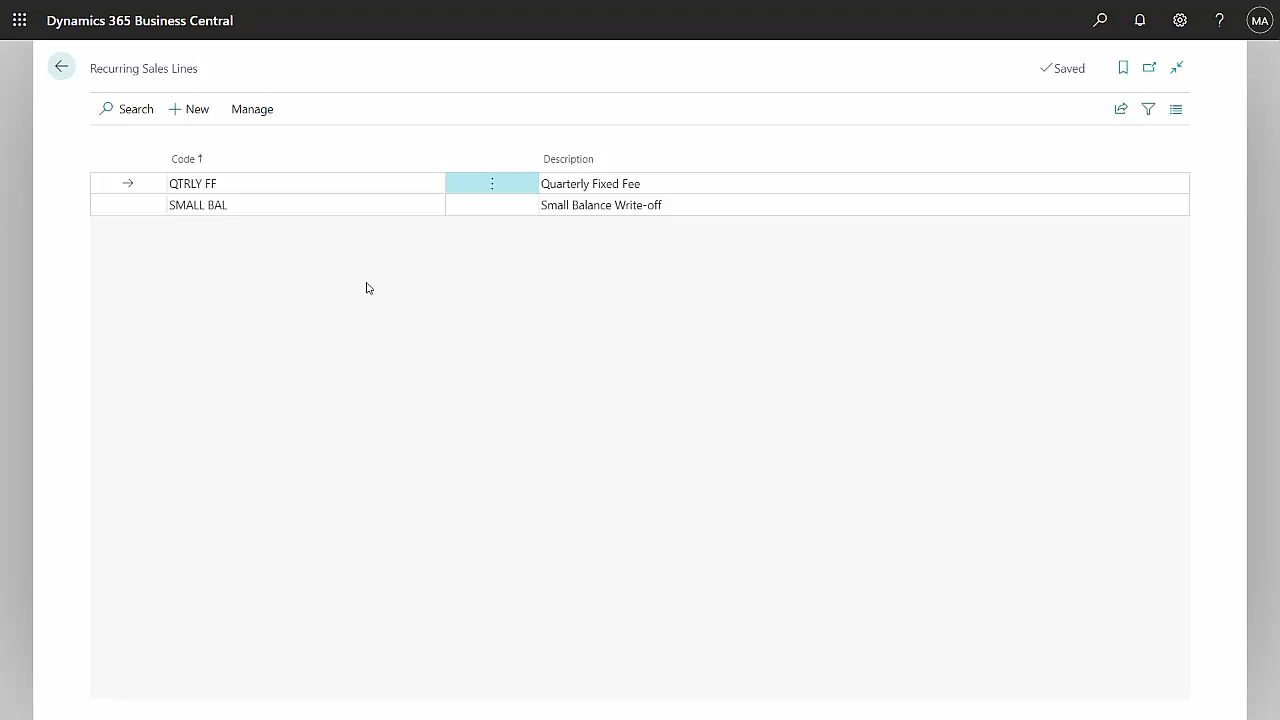 Dynamics 365 Business Central
MA
Recurring Sales Lines
Saved
Search
New
Manage
Code ↑
Description
QTRLY FF
Quarterly Fixed Fee
SMALL BAL
Small Balance Write-off